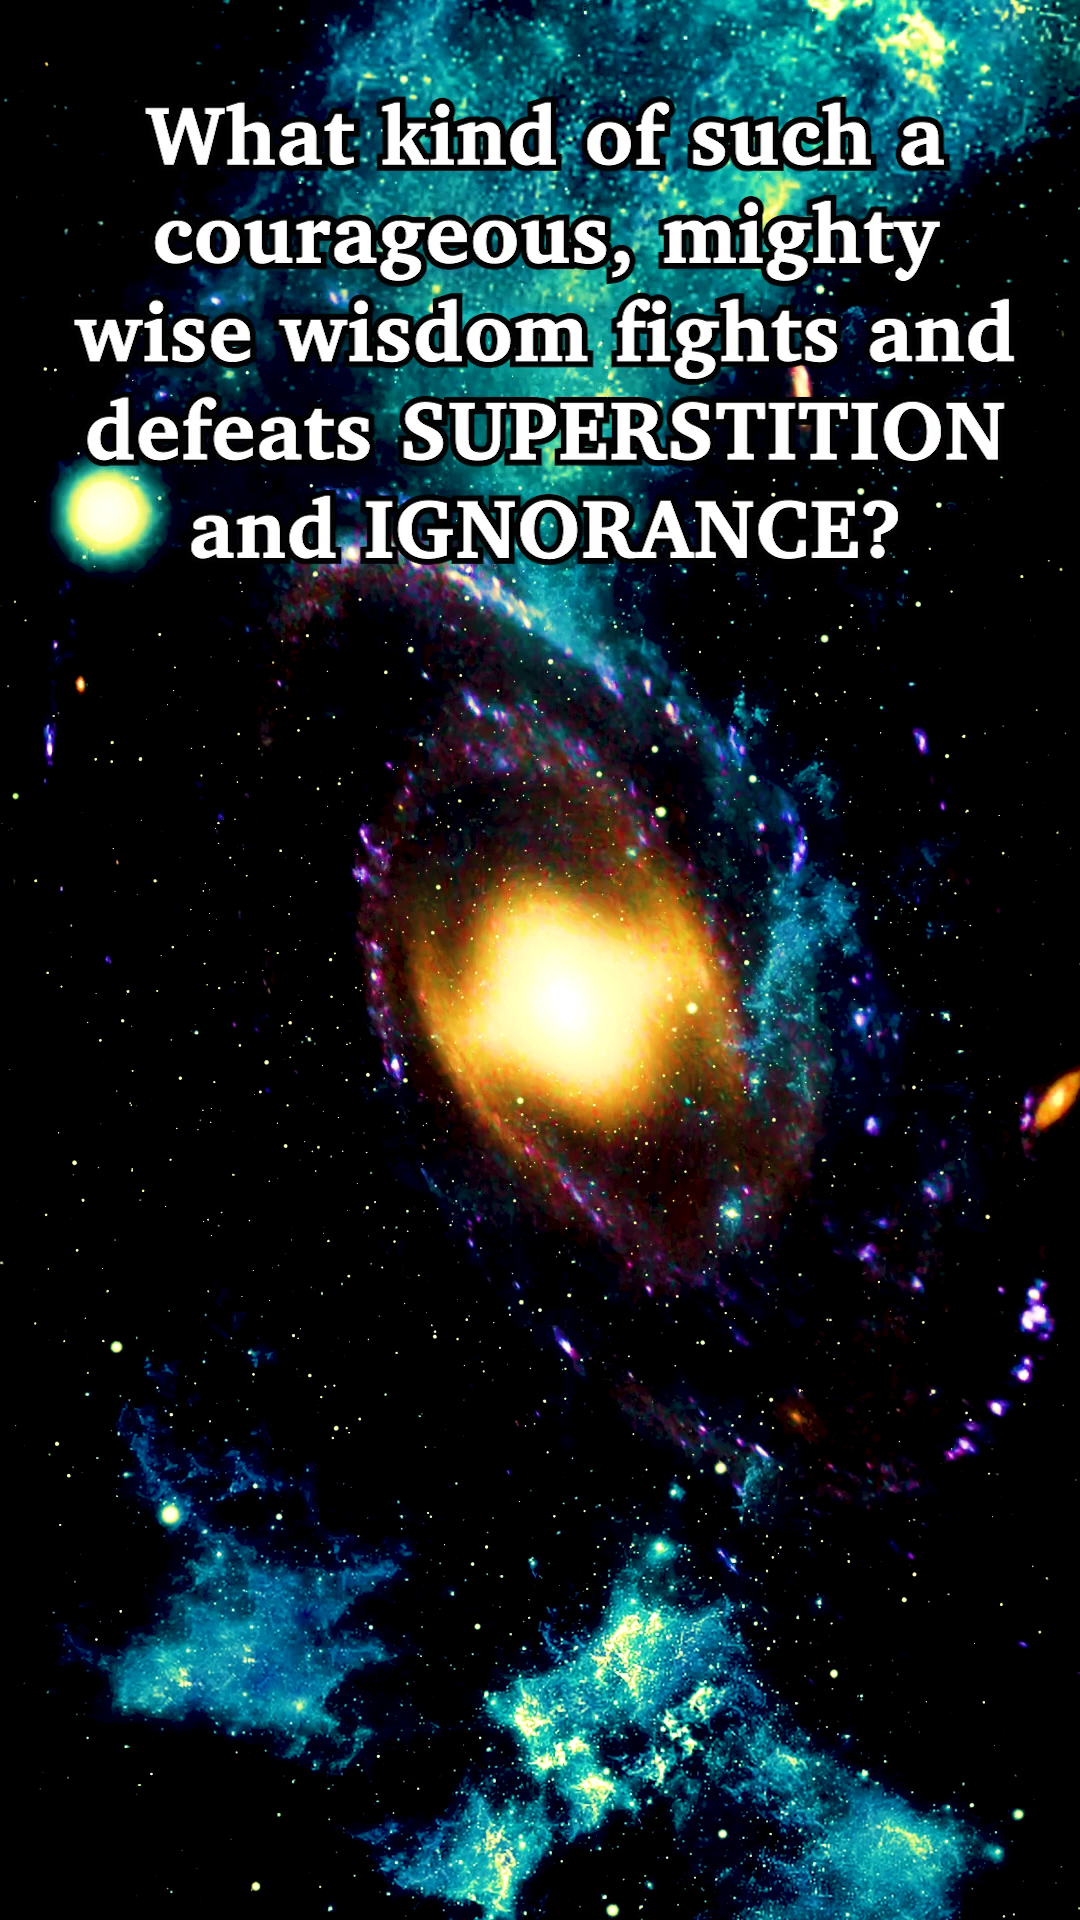 What kind of such a
courageous, mighty
wise wisdom fights and
defeats SUPERSTITION
and IGNORANCE?